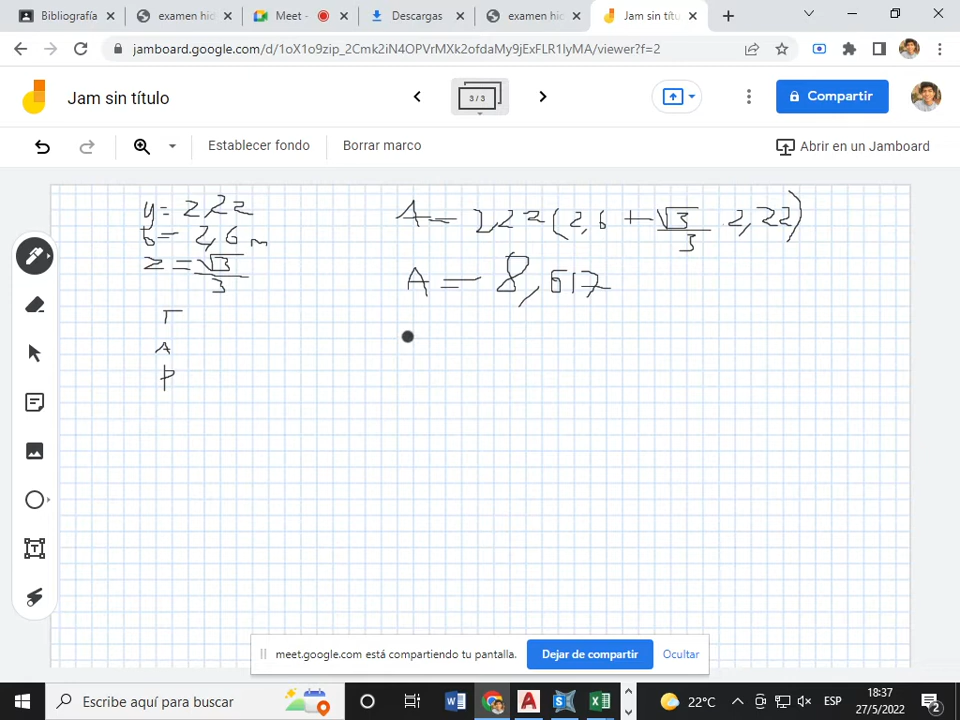 Bibliografía
examen hid
Meet -
Descargas
examen hid
Jam sin títu
jamboard.google.com/d/1oX1o9zip_2Cmk2iN4OPVrMXk2ofdaMy9jExFLR1lyMA/viewer?f=2
Jam sin título
3 / 3
Compartir
Establecer fondo
Borrar marco
Abrir en un Jamboard
y = 2,22
b = 2,6 m
z = √3/3
T
A
P
A = 2,22 (2,6 + √3/3 · 2,22)
A = 8,617
meet.google.com está compartiendo tu pantalla.
Dejar de compartir
Ocultar
Escribe aquí para buscar
22°C
ESP
18:37
27/5/2022
2